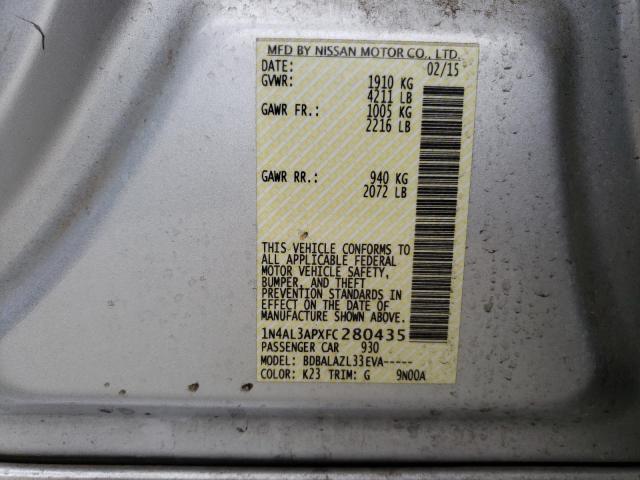 MFD BY NISSAN MOTOR CO., LTD.
DATE: 02/15
GVWR: 1910 KG
4211 LB
GAWR FR.: 1005 KG
2216 LB
GAWR RR.: 940 KG
2072 LB
THIS VEHICLE CONFORMS TO
ALL APPLICABLE FEDERAL
MOTOR VEHICLE SAFETY,
BUMPER, AND THEFT
PREVENTION STANDARDS IN
EFFECT ON THE DATE OF
MANUFACTURE SHOWN ABOVE.
1N4AL3APXFC280435
PASSENGER CAR 930
MODEL: BDBALAZL33EVA-----
COLOR: K23 TRIM: G 9N00A